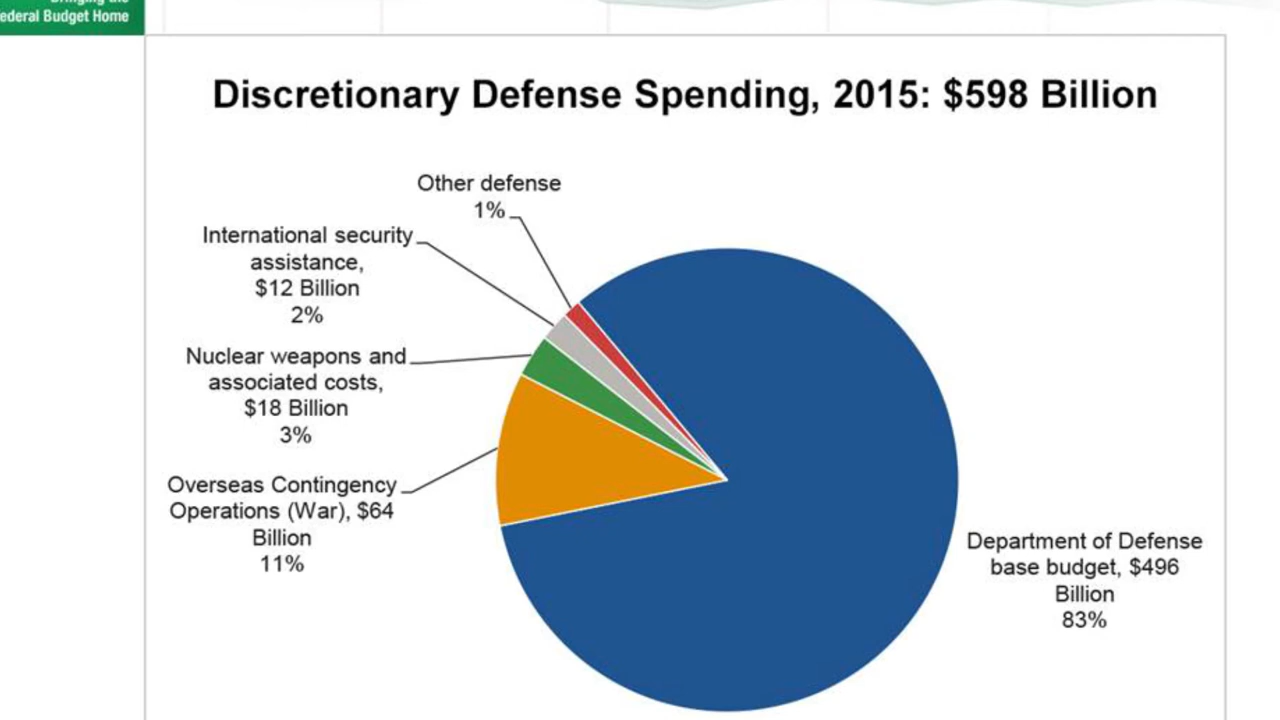 ederal Budget Home
Discretionary Defense Spending, 2015: $598 Billion
Other defense
1%
International security
assistance,
$12 Billion
2%
Nuclear weapons and
associated costs,
$18 Billion
3%
Overseas Contingency
Operations (War), $64
Billion
11%
Department of Defense
base budget, $496
Billion
83%